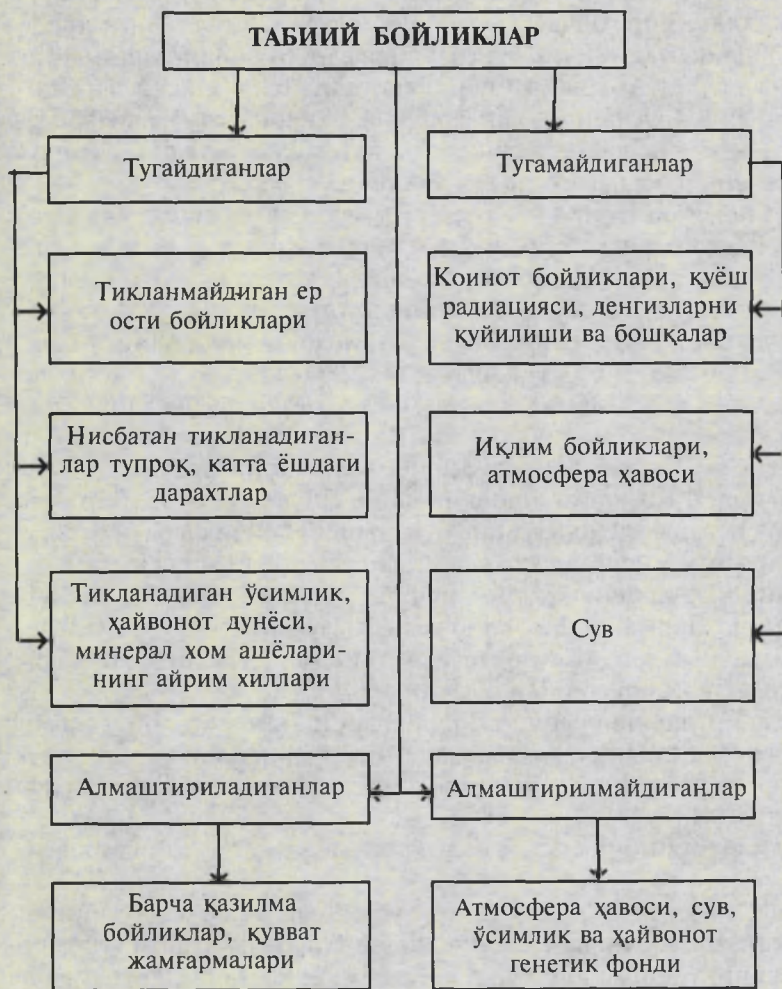 ТАБИИЙ БОЙЛИКЛАР
Тугайдиганлар
Тугамайдиганлар
Тикланмайдиган ер
ости бойликлари
Коинот бойликлари, қуёш
радиацияси, денгизларни
қуйилиши ва бошқалар
Нисбатан тикланадиган-
лар тупроқ, катта ёшдаги
дарахтлар
Иқлим бойликлари,
атмосфера ҳавоси
Тикланадиган ўсимлик,
ҳайвонот дунёси,
минерал хом ашёлари-
нинг айрим хиллари
Сув
Алмаштириладиганлар
Алмаштирилмайдиганлар
Барча қазилма
бойликлар, қувват
жамғармалари
Атмосфера ҳавоси, сув,
ўсимлик ва ҳайвонот
генетик фонди